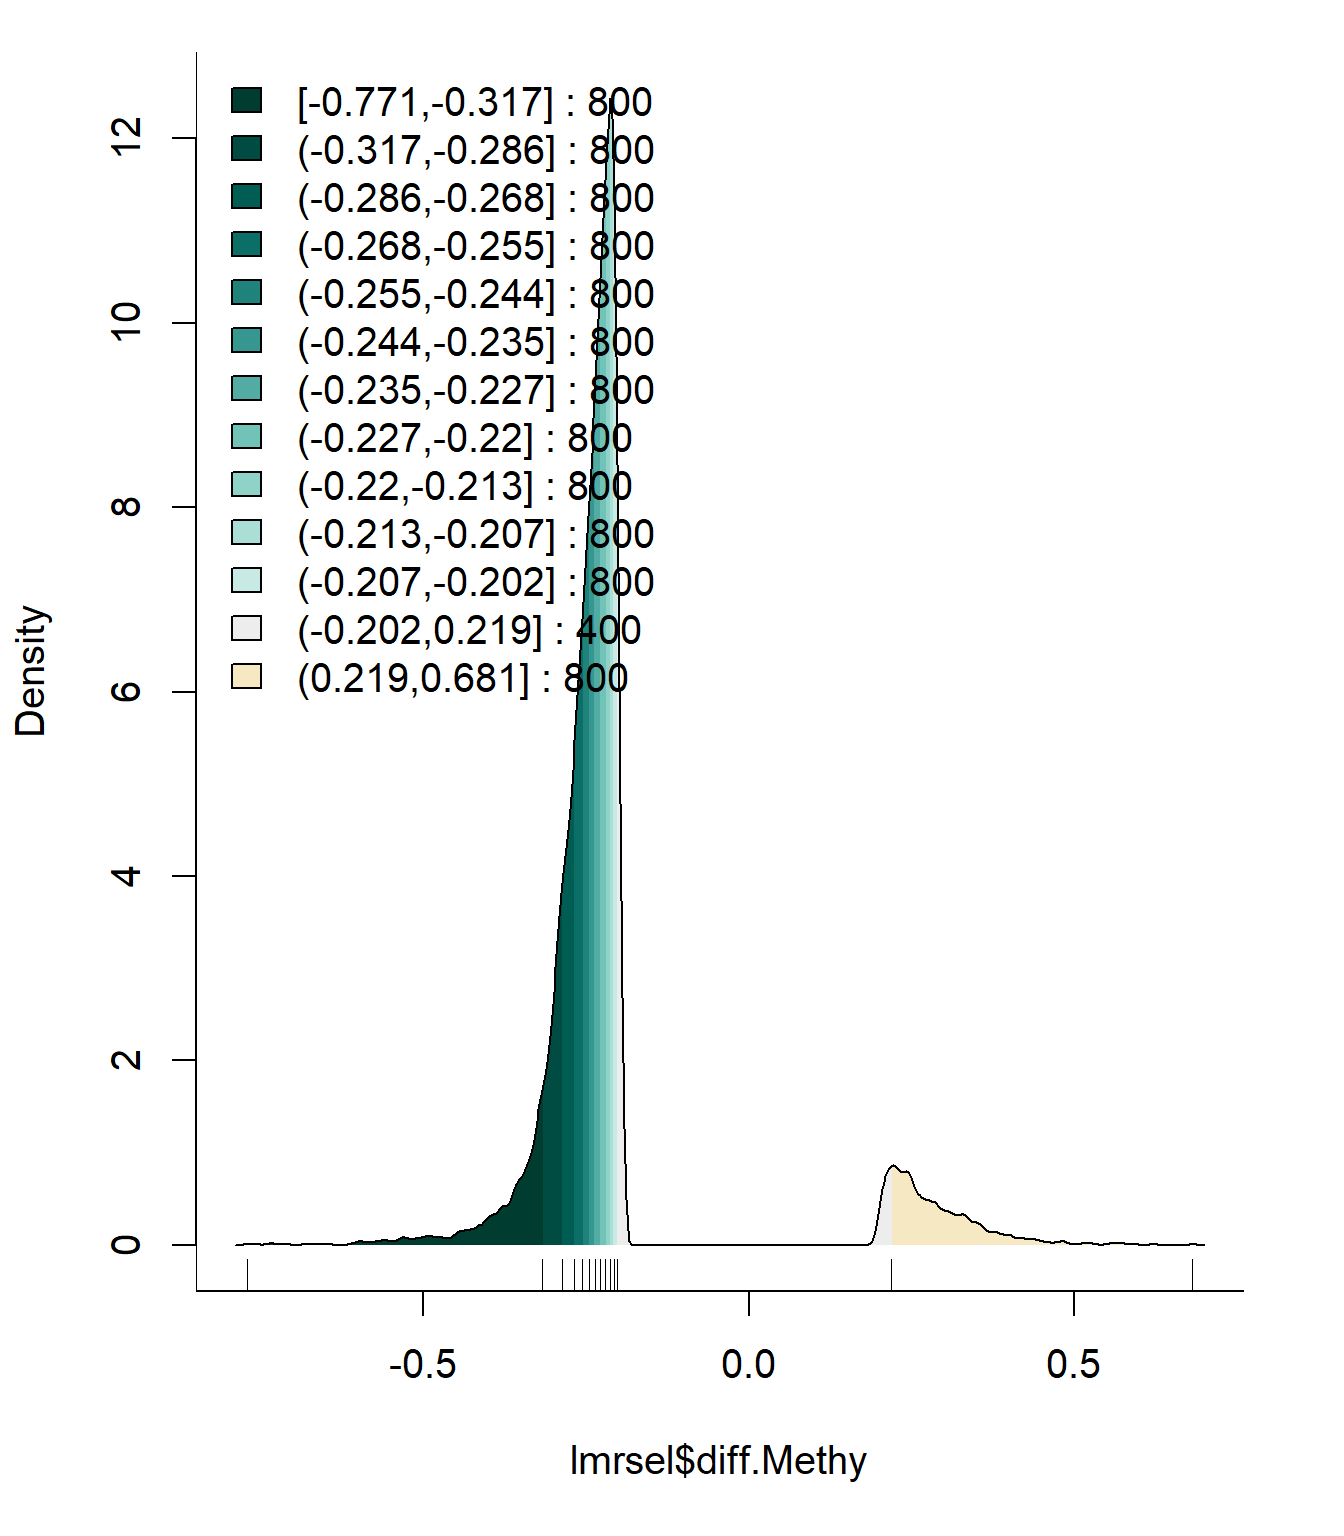 [-0.771,-0.317] : 800
(-0.317,-0.286] : 800
(-0.286,-0.268] : 800
(-0.268,-0.255] : 800
(-0.255,-0.244] : 800
(-0.244,-0.235] : 800
(-0.235,-0.227] : 800
(-0.227,-0.22] : 800
(-0.22,-0.213] : 800
(-0.213,-0.207] : 800
(-0.207,-0.202] : 800
(-0.202,0.219] : 400
(0.219,0.681] : 800
12
10
8
6
4
2
0
Density
-0.5 0.0 0.5
lmrsel$diff.Methy